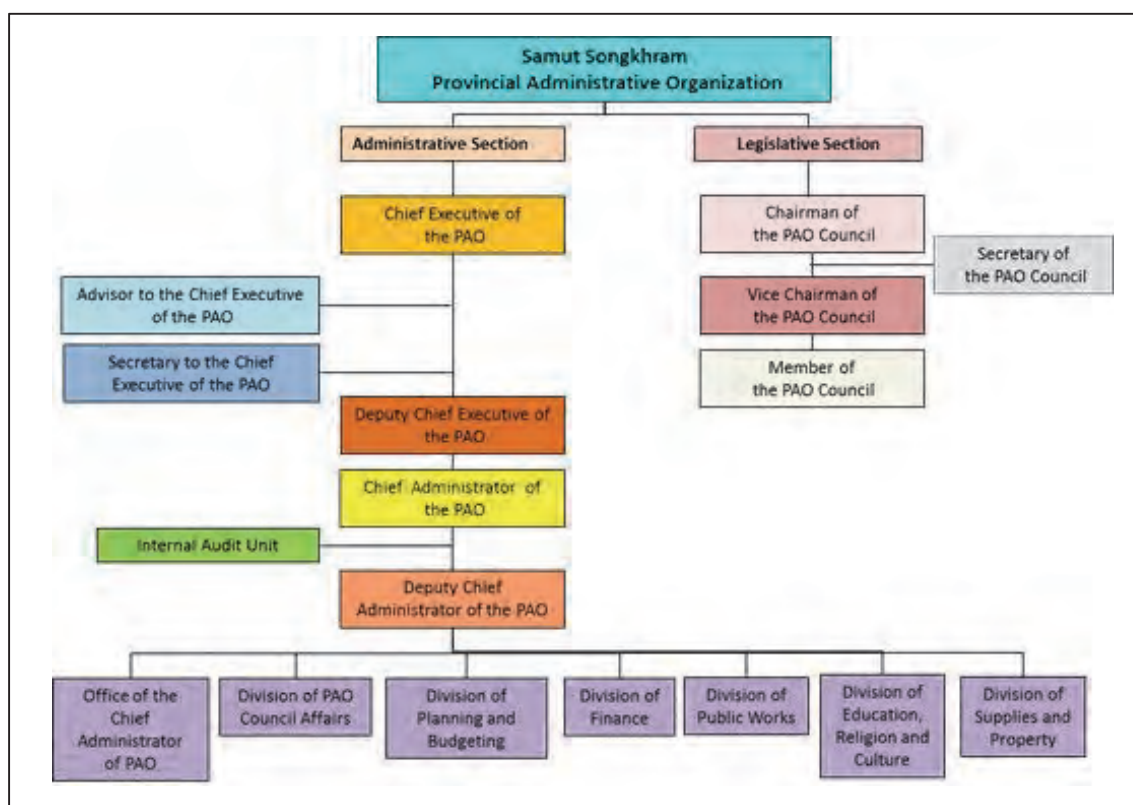 Samut Songkhram
Provincial Administrative Organization
Administrative Section
Legislative Section
Chief Executive of
the PAO
Chairman of
the PAO Council
Secretary of
the PAO Council
Advisor to the Chief Executive
of the PAO
Vice Chairman of
the PAO Council
Secretary to the Chief
Executive of the PAO
Member of
the PAO Council
Deputy Chief Executive of
the PAO
Chief Administrator of
the PAO
Internal Audit Unit
Deputy Chief
Administrator of the PAO
Office of the
Chief
Administrator
of PAO
Division of PAO
Council Affairs
Division of
Planning and
Budgeting
Division of
Finance
Division of
Public Works
Division of
Education,
Religion and
Culture
Division of
Supplies and
Property